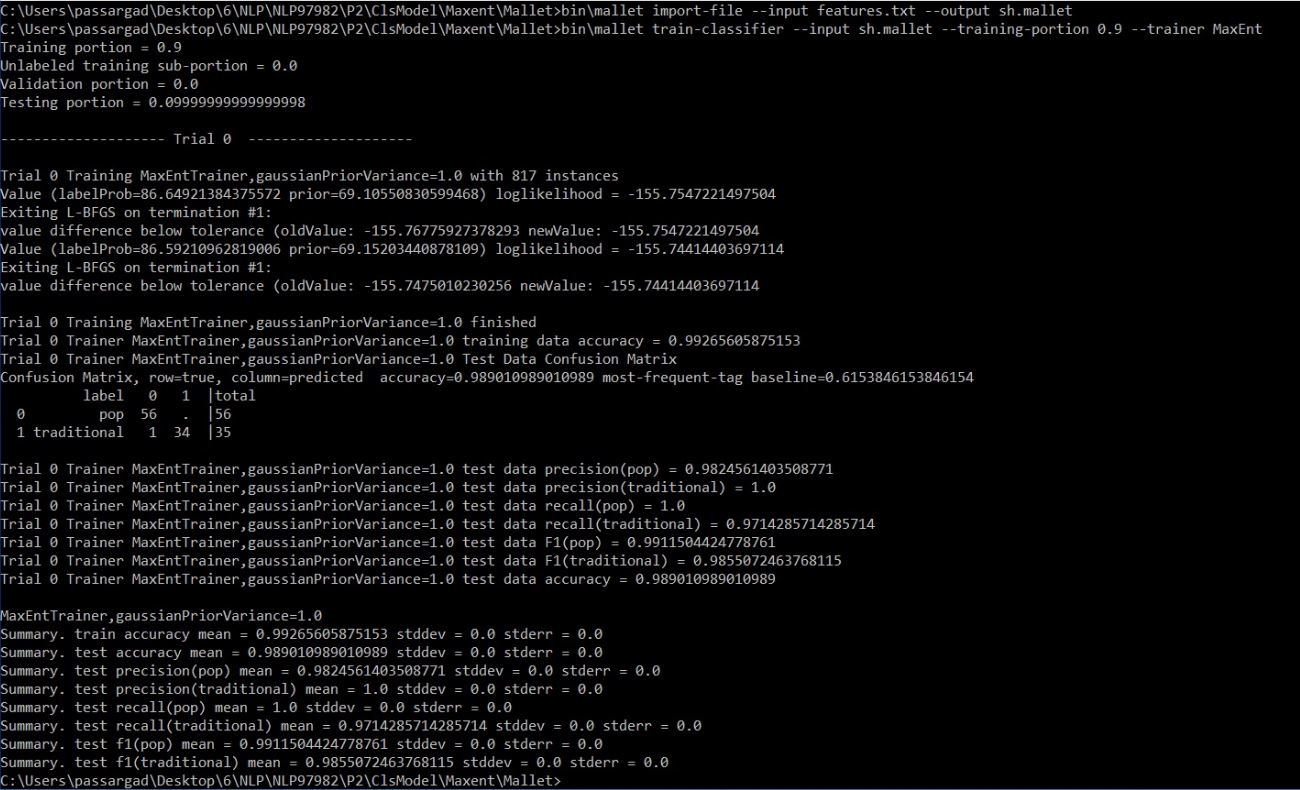 C:\Users\passargad\Desktop\6\NLP\NLP97982\P2\ClsModel\Maxent\Mallet>bin\mallet import-file --input features.txt --output sh.mallet
C:\Users\passargad\Desktop\6\NLP\NLP97982\P2\ClsModel\Maxent\Mallet>bin\mallet train-classifier --input sh.mallet --training-portion 0.9 --trainer MaxEnt
Training portion = 0.9
Unlabeled training sub-portion = 0.0
Validation portion = 0.0
Testing portion = 0.09999999999999998
-------------------- Trial 0  --------------------
Trial 0 Training MaxEntTrainer,gaussianPriorVariance=1.0 with 817 instances
Value (labelProb=86.64921384375572 prior=69.10550830599468) loglikelihood = -155.7547221497504
Exiting L-BFGS on termination #1:
value difference below tolerance (oldValue: -155.76775927378293 newValue: -155.7547221497504
Value (labelProb=86.59210962819006 prior=69.15203440878109) loglikelihood = -155.74414403697114
Exiting L-BFGS on termination #1:
value difference below tolerance (oldValue: -155.7475010230256 newValue: -155.74414403697114
Trial 0 Training MaxEntTrainer,gaussianPriorVariance=1.0 finished
Trial 0 Trainer MaxEntTrainer,gaussianPriorVariance=1.0 training data accuracy = 0.99265605875153
Trial 0 Trainer MaxEntTrainer,gaussianPriorVariance=1.0 Test Data Confusion Matrix
Confusion Matrix, row=true, column=predicted  accuracy=0.989010989010989 most-frequent-tag baseline=0.6153846153846154
label   0   1  |total
0         pop  56   .  |56
1 traditional   1  34  |35
Trial 0 Trainer MaxEntTrainer,gaussianPriorVariance=1.0 test data precision(pop) = 0.9824561403508771
Trial 0 Trainer MaxEntTrainer,gaussianPriorVariance=1.0 test data precision(traditional) = 1.0
Trial 0 Trainer MaxEntTrainer,gaussianPriorVariance=1.0 test data recall(pop) = 1.0
Trial 0 Trainer MaxEntTrainer,gaussianPriorVariance=1.0 test data recall(traditional) = 0.9714285714285714
Trial 0 Trainer MaxEntTrainer,gaussianPriorVariance=1.0 test data F1(pop) = 0.9911504424778761
Trial 0 Trainer MaxEntTrainer,gaussianPriorVariance=1.0 test data F1(traditional) = 0.9855072463768115
Trial 0 Trainer MaxEntTrainer,gaussianPriorVariance=1.0 test data accuracy = 0.989010989010989
MaxEntTrainer,gaussianPriorVariance=1.0
Summary. train accuracy mean = 0.99265605875153 stddev = 0.0 stderr = 0.0
Summary. test accuracy mean = 0.989010989010989 stddev = 0.0 stderr = 0.0
Summary. test precision(pop) mean = 0.9824561403508771 stddev = 0.0 stderr = 0.0
Summary. test precision(traditional) mean = 1.0 stddev = 0.0 stderr = 0.0
Summary. test recall(pop) mean = 1.0 stddev = 0.0 stderr = 0.0
Summary. test recall(traditional) mean = 0.9714285714285714 stddev = 0.0 stderr = 0.0
Summary. test f1(pop) mean = 0.9911504424778761 stddev = 0.0 stderr = 0.0
Summary. test f1(traditional) mean = 0.9855072463768115 stddev = 0.0 stderr = 0.0
C:\Users\passargad\Desktop\6\NLP\NLP97982\P2\ClsModel\Maxent\Mallet>